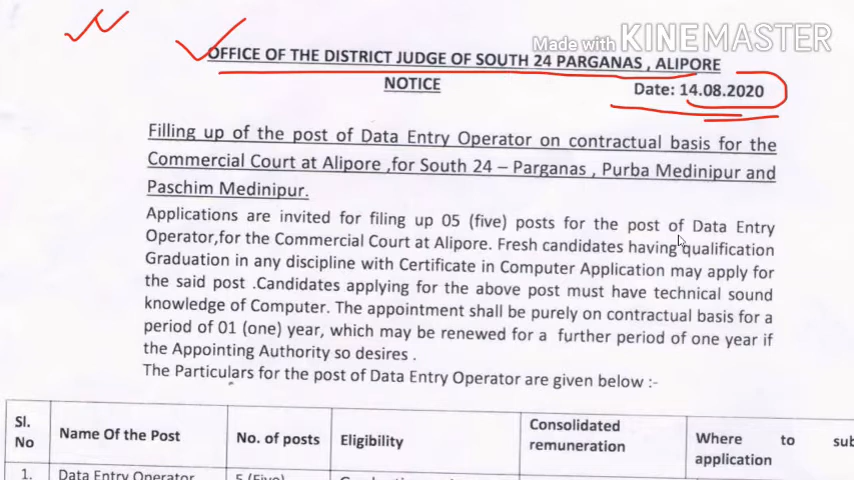 Made with KINEMASTER
OFFICE OF THE DISTRICT JUDGE OF SOUTH 24 PARGANAS , ALIPORE
NOTICE
Date: 14.08.2020
Filling up of the post of Data Entry Operator on contractual basis for the
Commercial Court at Alipore ,for South 24 – Parganas , Purba Medinipur and
Paschim Medinipur.
Applications are invited for filing up 05 (five) posts for the post of Data Entry
Operator,for the Commercial Court at Alipore. Fresh candidates having qualification
Graduation in any discipline with Certificate in Computer Application may apply for
the said post .Candidates applying for the above post must have technical sound
knowledge of Computer. The appointment shall be purely on contractual basis for a
period of 01 (one) year, which may be renewed for a further period of one year if
the Appointing Authority so desires .
The Particulars for the post of Data Entry Operator are given below :-
Sl. No
Name Of the Post
No. of posts
Eligibility
Consolidated remuneration
Where to sub
application
1.
Data Entry Operator
5 (Five)